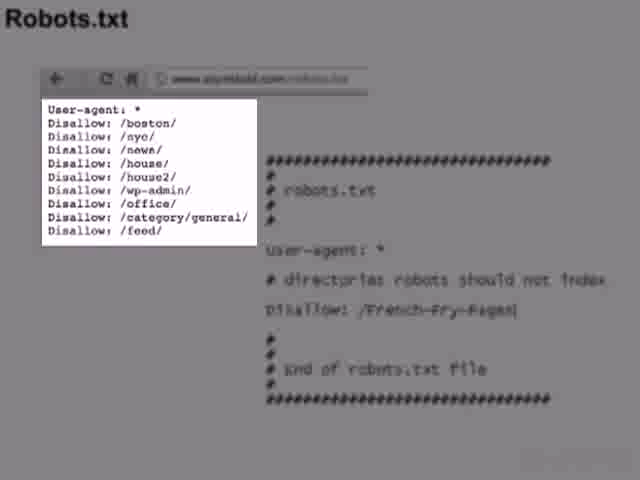 Robots.txt
User-agent: *
Disallow: /boston/
Disallow: /nyc/
Disallow: /news/
Disallow: /house/
Disallow: /house2/
Disallow: /wp-admin/
Disallow: /office/
Disallow: /category/general/
Disallow: /feed/
###############################
#
# robots.txt
#
#
User-agent: *
# directories robots should not index
Disallow: /French-Fry-Pages
#
#
# End of robots.txt file
#
###############################